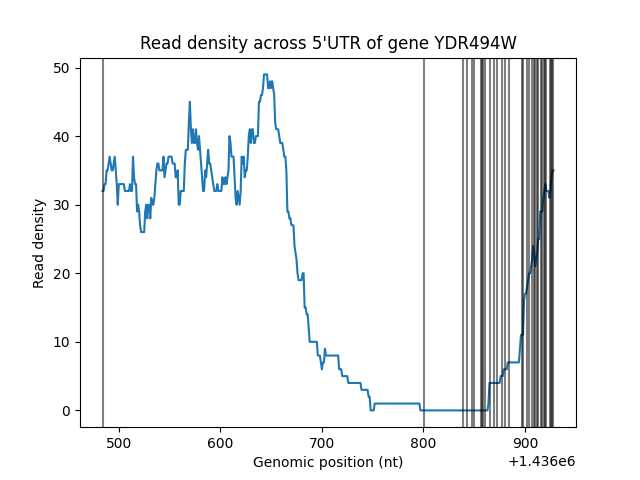 Read density across 5'UTR of gene YDR494W
50
40
30
20
10
0
Read density
500
600
700
800
900
+1.436e6
Genomic position (nt)